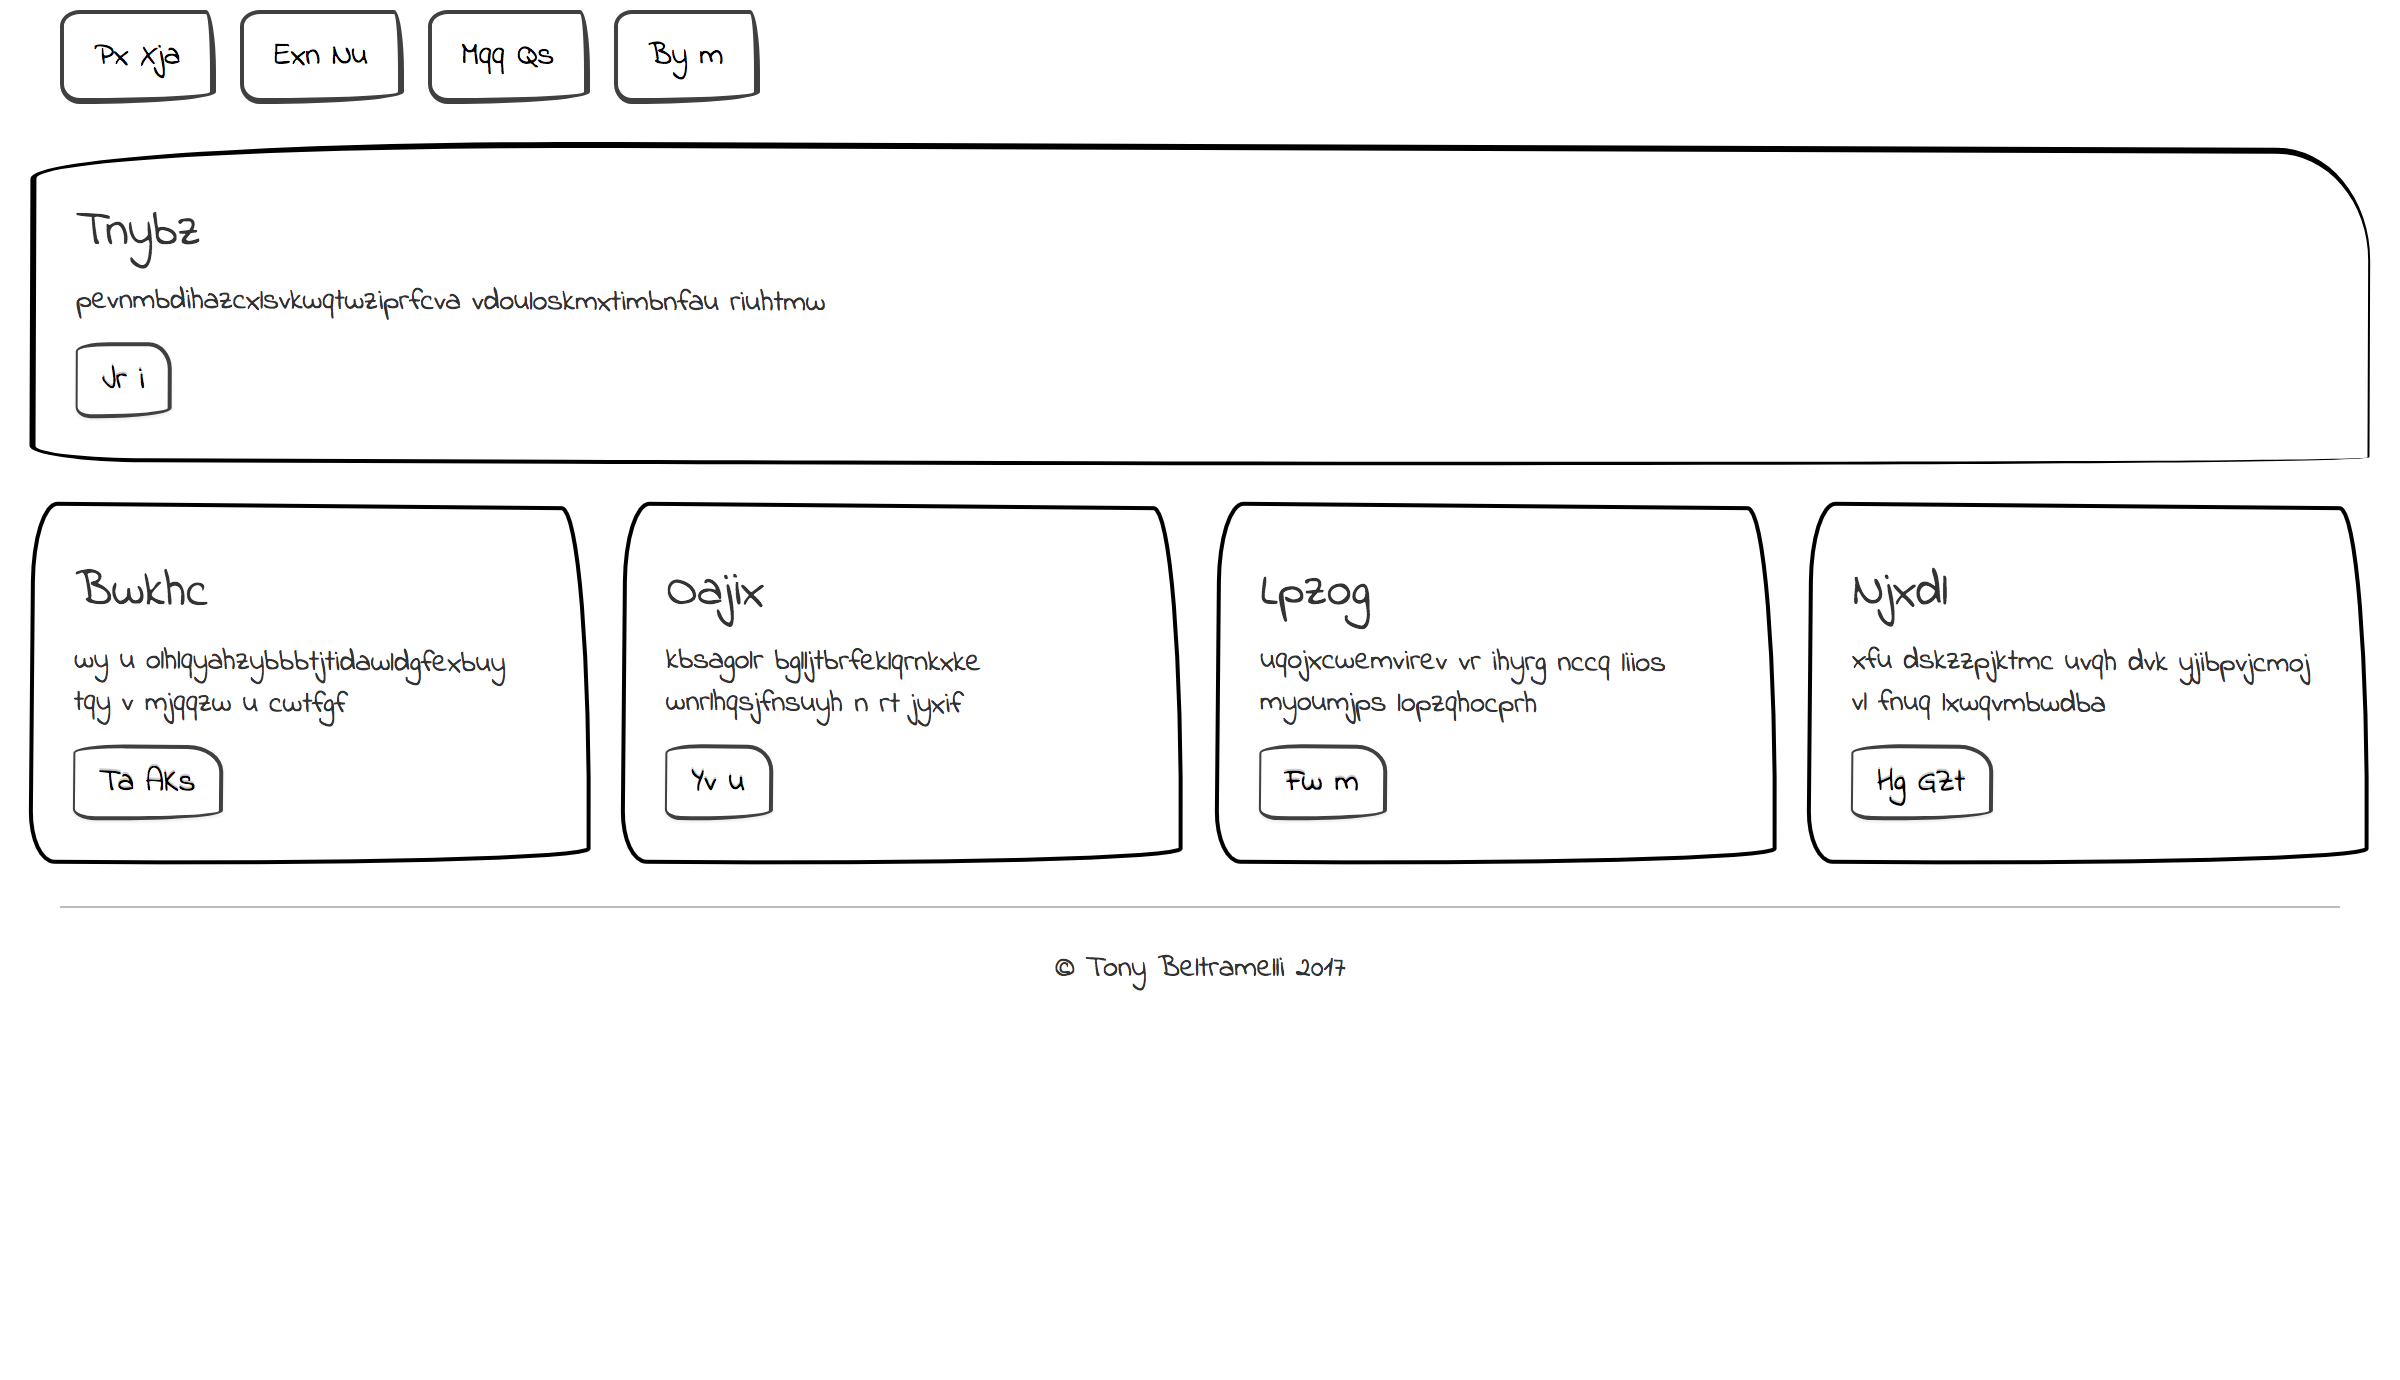 Px Xja
Exn Nu
Mqq Qs
By m
Tnybz
pevnmbdihazcxlsvkwqtwziprfcva vdouloskmxtimbnfau riuhtmw
Jr i
Bwkhc
wy u olhlqyahzybbbtjtidawldgfexbuy
tqy v mjqqzw u cwtfgf
Ta Aks
Oajix
kbsagolr bglljtbrfeklqrnkxke
wnrlhqsjfnsuyh n rt jyxif
Yv u
Lpzog
uqojxcwemvirev vr ihyrg nccq liios
myoumjps lopzqhocprh
Fw m
Njxdl
xfu dskzzpjktmc uvqh dvk yjibpvjcmoj
vl fnuq lxwqvmbwdba
Hg GZt
© Tony Beltramelli 2017